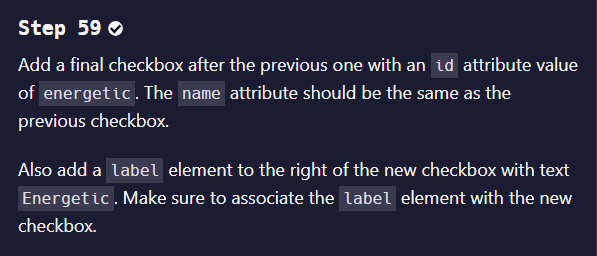 Step 59
Add a final checkbox after the previous one with an id attribute value
of energetic. The name attribute should be the same as the
previous checkbox.
Also add a label element to the right of the new checkbox with text
Energetic. Make sure to associate the label element with the new
checkbox.